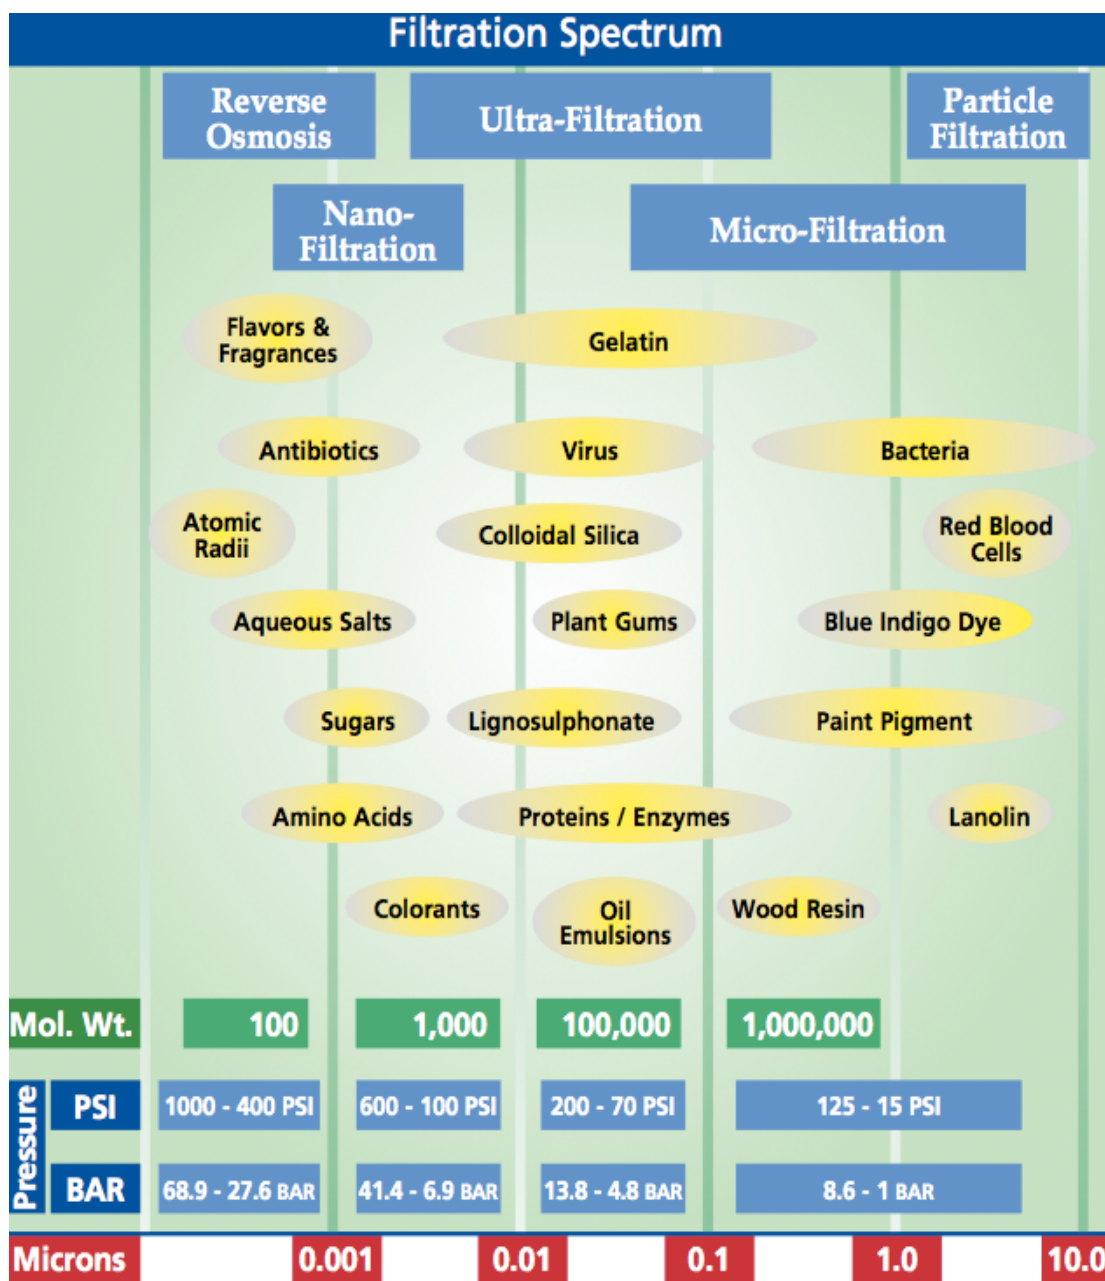 Filtration Spectrum
Reverse
Osmosis
Ultra-Filtration
Particle
Filtration
Nano-
Filtration
Micro-Filtration
Flavors &
Fragrances
Gelatin
Antibiotics
Virus
Bacteria
Atomic
Radii
Colloidal Silica
Red Blood
Cells
Aqueous Salts
Plant Gums
Blue Indigo Dye
Sugars
Lignosulphonate
Paint Pigment
Amino Acids
Proteins / Enzymes
Lanolin
Colorants
Oil
Emulsions
Wood Resin
Mol. Wt.
100
1,000
100,000
1,000,000
Pressure
PSI
1000 - 400 PSI
600 - 100 PSI
200 - 70 PSI
125 - 15 PSI
BAR
68.9 - 27.6 BAR
41.4 - 6.9 BAR
13.8 - 4.8 BAR
8.6 - 1 BAR
Microns
0.001
0.01
0.1
1.0
10.0